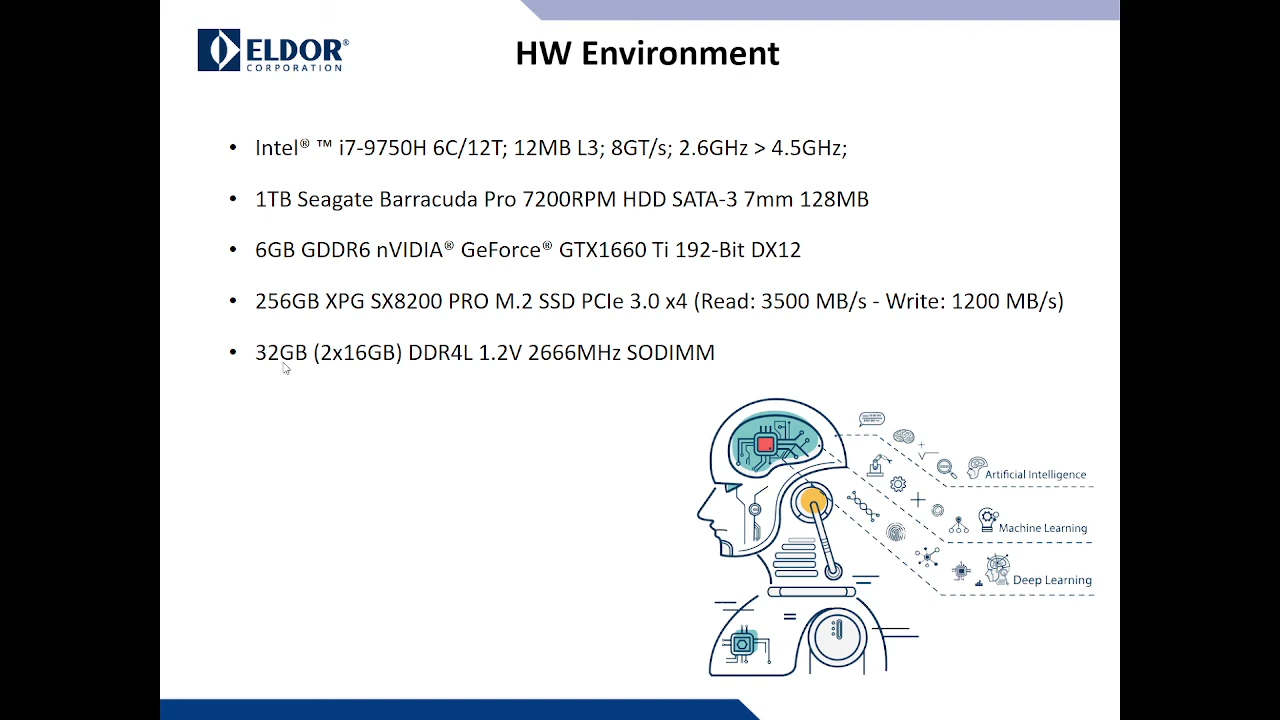 ELDOR®
CORPORATION
HW Environment
• Intel® ™ i7-9750H 6C/12T; 12MB L3; 8GT/s; 2.6GHz > 4.5GHz;
• 1TB Seagate Barracuda Pro 7200RPM HDD SATA-3 7mm 128MB
• 6GB GDDR6 nVIDIA® GeForce® GTX1660 Ti 192-Bit DX12
• 256GB XPG SX8200 PRO M.2 SSD PCIe 3.0 x4 (Read: 3500 MB/s - Write: 1200 MB/s)
• 32GB (2x16GB) DDR4L 1.2V 2666MHz SODIMM
Artificial Intelligence
Machine Learning
Deep Learning